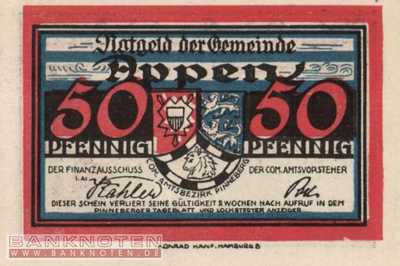 Notgeld der Gemeinde
Appen
50 50
PFENNIG PFENNIG
DER FINANZAUSSCHUSS DER COM. AMTSVORSTEHER
I.A.:
COM. AMTSBEZIRK PINNEBERG
DIESER SCHEIN VERLIERT SEINE GÜLTIGKEIT 2 WOCHEN NACH AUFRUF IN DEM
PINNEBERGER TAGEBLATT UND LOCKSTEDTER ANZEIGER
KONRAD HANF, HAMBURG 8
BANKNOTEN
WWW.BANKNOTEN.DE